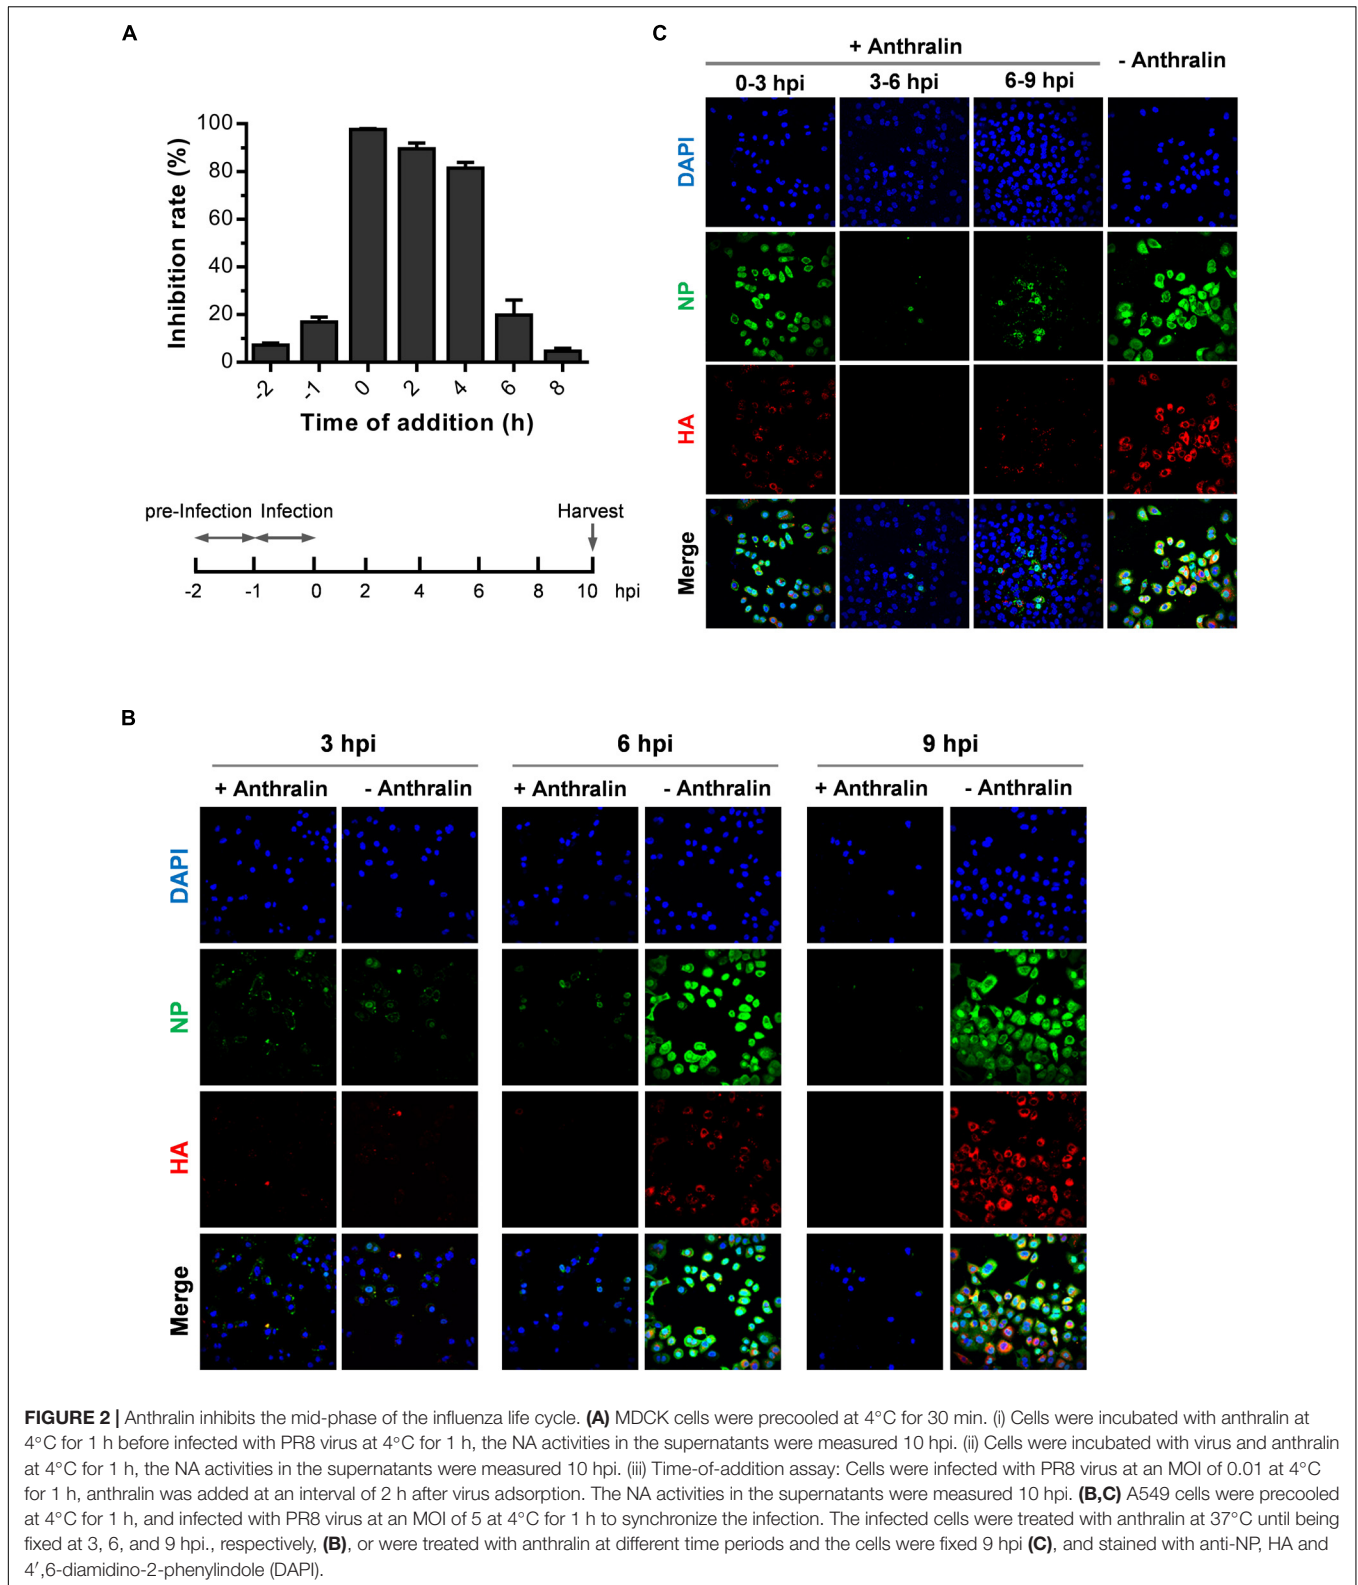 A
100
80
60
40
20
0
Inhibition rate (%)
-2
-1
0
2
4
6
8
Time of addition (h)
pre-Infection Infection
Harvest
-2
-1
0
2
4
6
8
10
hpi
C
+ Anthralin
- Anthralin
0-3 hpi
3-6 hpi
6-9 hpi
DAPI
NP
HA
Merge
B
3 hpi
6 hpi
9 hpi
+ Anthralin
- Anthralin
+ Anthralin
- Anthralin
+ Anthralin
- Anthralin
DAPI
NP
HA
Merge
FIGURE 2 | Anthralin inhibits the mid-phase of the influenza life cycle. (A) MDCK cells were precooled at 4°C for 30 min. (i) Cells were incubated with anthralin at
4°C for 1 h before infected with PR8 virus at 4°C for 1 h, the NA activities in the supernatants were measured 10 hpi. (ii) Cells were incubated with virus and anthralin
at 4°C for 1 h, the NA activities in the supernatants were measured 10 hpi. (iii) Time-of-addition assay: Cells were infected with PR8 virus at an MOI of 0.01 at 4°C
for 1 h, anthralin was added at an interval of 2 h after virus adsorption. The NA activities in the supernatants were measured 10 hpi. (B,C) A549 cells were precooled
at 4°C for 1 h, and infected with PR8 virus at an MOI of 5 at 4°C for 1 h to synchronize the infection. The infected cells were treated with anthralin at 37°C until being
fixed at 3, 6, and 9 hpi., respectively, (B), or were treated with anthralin at different time periods and the cells were fixed 9 hpi (C), and stained with anti-NP, HA and
4′,6-diamidino-2-phenylindole (DAPI).